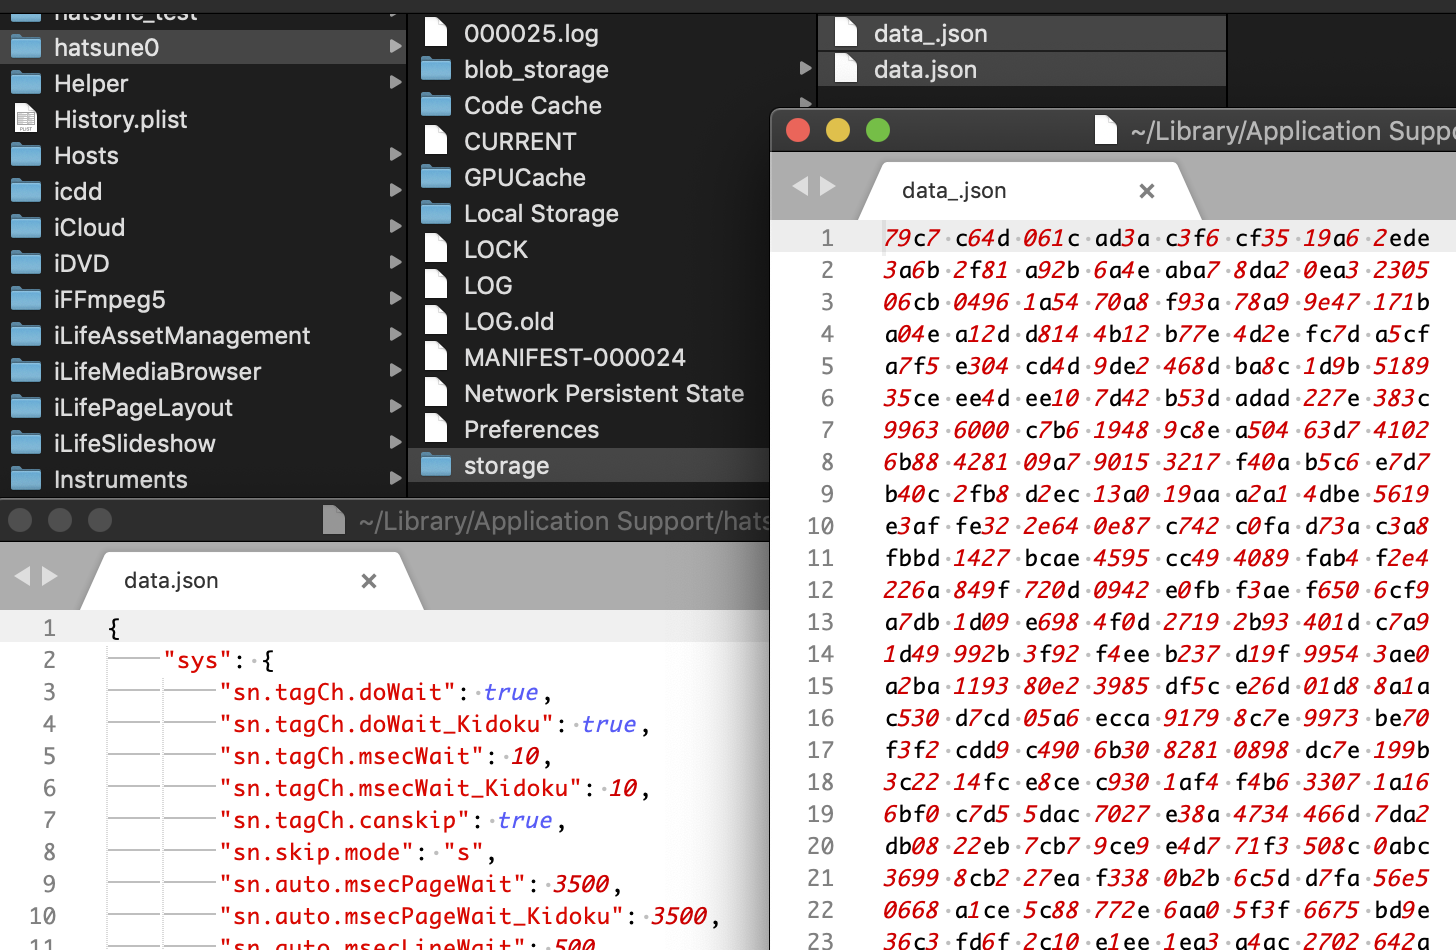 hatsune_test
hatsune0
Helper
History.plist
Hosts
icdd
iCloud
iDVD
iFFmpeg5
iLifeAssetManagement
iLifeMediaBrowser
iLifePageLayout
iLifeSlideshow
Instruments
000025.log
blob_storage
Code Cache
CURRENT
GPUCache
Local Storage
LOCK
LOG
LOG.old
MANIFEST-000024
Network Persistent State
Preferences
storage
data_.json
data.json
~/Library/Application Support/hats
data.json
1 {
2 "sys": {
3 "sn.tagCh.doWait": true,
4 "sn.tagCh.doWait_Kidoku": true,
5 "sn.tagCh.msecWait": 10,
6 "sn.tagCh.msecWait_Kidoku": 10,
7 "sn.tagCh.canskip": true,
8 "sn.skip.mode": "s",
9 "sn.auto.msecPageWait": 3500,
10 "sn.auto.msecPageWait_Kidoku": 3500,
11 "sn.auto.msecLineWait": 500
~/Library/Application Suppo
data_.json
1 79c7 c64d 061c ad3a c3f6 cf35 19a6 2ede
2 3a6b 2f81 a92b 6a4e aba7 8da2 0ea3 2305
3 06cb 0496 1a54 70a8 f93a 78a9 9e47 171b
4 a04e a12d d814 4b12 b77e 4d2e fc7d a5cf
5 a7f5 e304 cd4d 9de2 468d ba8c 1d9b 5189
6 35ce ee4d ee10 7d42 b53d adad 227e 383c
7 9963 6000 c7b6 1948 9c8e a504 63d7 4102
8 6b88 4281 09a7 9015 3217 f40a b5c6 e7d7
9 b40c 2fb8 d2ec 13a0 19aa a2a1 4dbe 5619
10 e3af fe32 2e64 0e87 c742 c0fa d73a c3a8
11 fbbd 1427 bcae 4595 cc49 4089 fab4 f2e4
12 226a 849f 720d 0942 e0fb f3ae f650 6cf9
13 a7db 1d09 e698 4f0d 2719 2b93 401d c7a9
14 1d49 992b 3f92 f4ee b237 d19f 9954 3ae0
15 a2ba 1193 80e2 3985 df5c e26d 01d8 8a1a
16 c530 d7cd 05a6 ecca 9179 8c7e 9973 be70
17 f3f2 cdd9 c490 6b30 8281 0898 dc7e 199b
18 3c22 14fc e8ce c930 1af4 f4b6 3307 1a16
19 6bf0 c7d5 5dac 7027 e38a 4734 466d 7da2
20 db08 22eb 7cb7 9ce9 e4d7 71f3 508c 0abc
21 3699 8cb2 27ea f338 0b2b 6c5d d7fa 56e5
22 0668 a1ce 5c88 772e 6aa0 5f3f 6675 bd9e
23 36c3 fd6f 2c10 e1ee 1ea3 a4ac 2702 642a